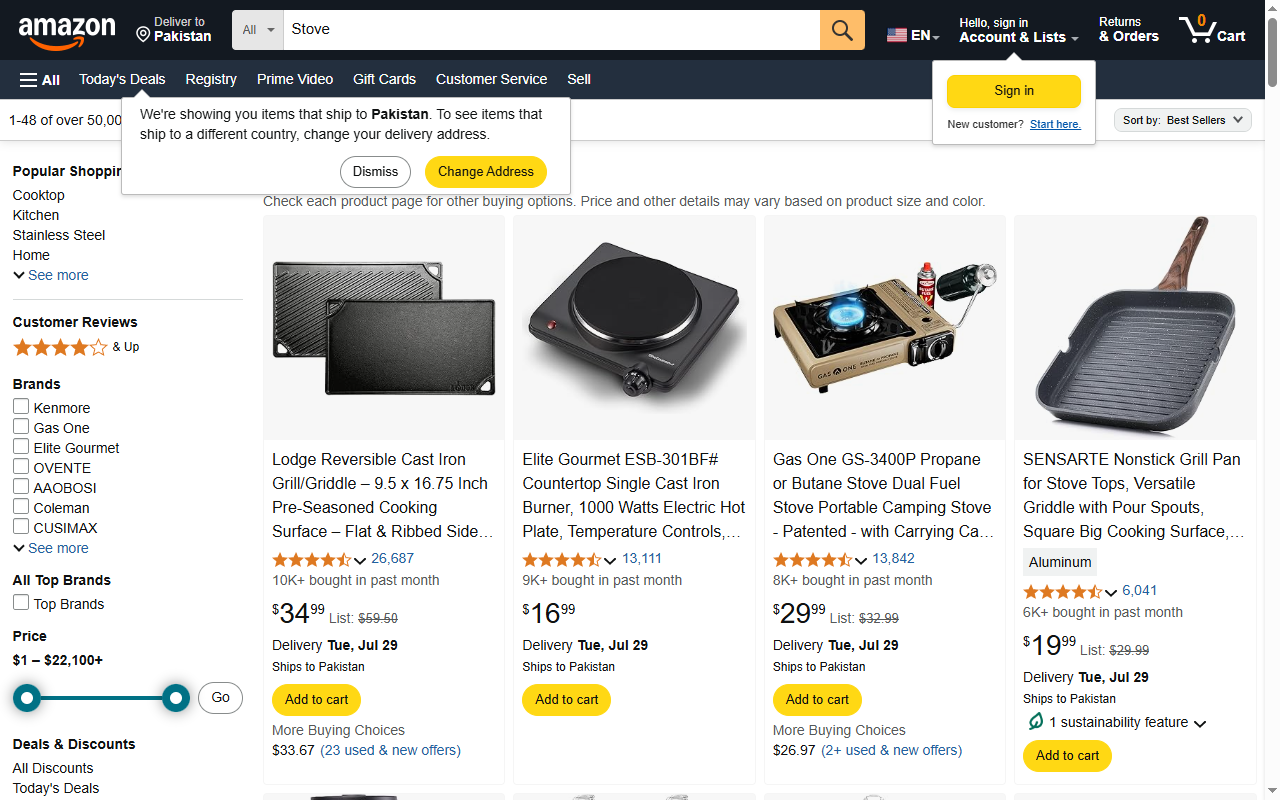 amazon
Deliver to
Pakistan
All
Stove
EN
Hello, sign in
Account & Lists
Returns
& Orders
0
Cart
All
Today's Deals
Registry
Prime Video
Gift Cards
Customer Service
Sell
Sign in
New customer? Start here.
We're showing you items that ship to Pakistan. To see items that
ship to a different country, change your delivery address.
Dismiss
Change Address
1-48 of over 50,00
Sort by: Best Sellers
Popular Shoppin
Cooktop
Kitchen
Stainless Steel
Home
See more
Customer Reviews
& Up
Brands
Kenmore
Gas One
Elite Gourmet
OVENTE
AAOBOSI
Coleman
CUSIMAX
See more
All Top Brands
Top Brands
Price
$1 – $22,100+
Go
Deals & Discounts
All Discounts
Today's Deals
Check each product page for other buying options. Price and other details may vary based on product size and color.
Lodge Reversible Cast Iron
Grill/Griddle – 9.5 x 16.75 Inch
Pre-Seasoned Cooking
Surface – Flat & Ribbed Side…
26,687
10K+ bought in past month
$34.99 List: $59.50
Delivery Tue, Jul 29
Ships to Pakistan
Add to cart
More Buying Choices
$33.67 (23 used & new offers)
Elite Gourmet ESB-301BF#
Countertop Single Cast Iron
Burner, 1000 Watts Electric Hot
Plate, Temperature Controls,…
13,111
9K+ bought in past month
$16.99
Delivery Tue, Jul 29
Ships to Pakistan
Add to cart
GAS ONE
Gas One GS-3400P Propane
or Butane Stove Dual Fuel
Stove Portable Camping Stove
- Patented - with Carrying Ca…
13,842
8K+ bought in past month
$29.99 List: $32.99
Delivery Tue, Jul 29
Ships to Pakistan
Add to cart
More Buying Choices
$26.97 (2+ used & new offers)
SENSARTE Nonstick Grill Pan
for Stove Tops, Versatile
Griddle with Pour Spouts,
Square Big Cooking Surface,…
Aluminum
6,041
6K+ bought in past month
$19.99 List: $29.99
Delivery Tue, Jul 29
Ships to Pakistan
1 sustainability feature
Add to cart